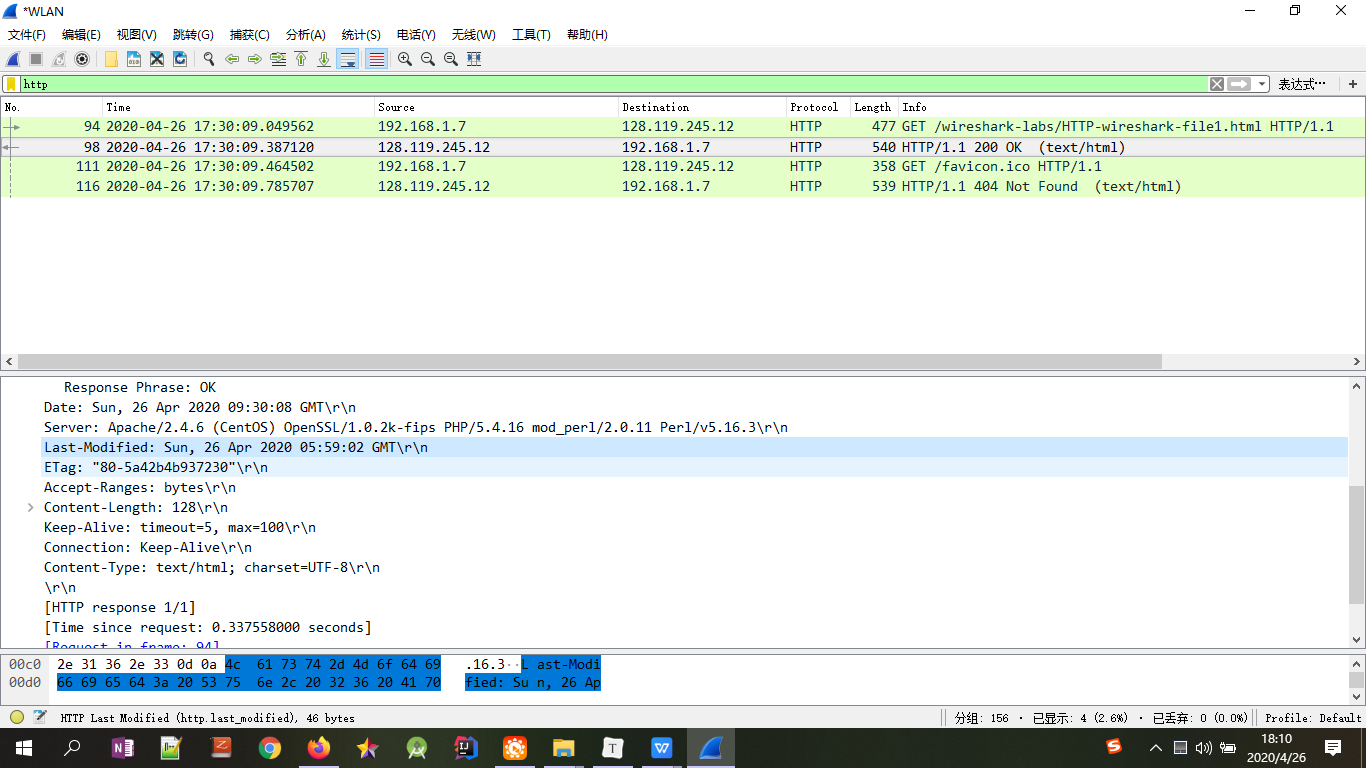 *WLAN
文件(F) 编辑(E) 视图(V) 跳转(G) 捕获(C) 分析(A) 统计(S) 电话(Y) 无线(W) 工具(T) 帮助(H)
http 表达式…
No. Time Source Destination Protocol Length Info
94 2020-04-26 17:30:09.049562 192.168.1.7 128.119.245.12 HTTP 477 GET /wireshark-labs/HTTP-wireshark-file1.html HTTP/1.1
98 2020-04-26 17:30:09.387120 128.119.245.12 192.168.1.7 HTTP 540 HTTP/1.1 200 OK (text/html)
111 2020-04-26 17:30:09.464502 192.168.1.7 128.119.245.12 HTTP 358 GET /favicon.ico HTTP/1.1
116 2020-04-26 17:30:09.785707 128.119.245.12 192.168.1.7 HTTP 539 HTTP/1.1 404 Not Found (text/html)
Response Phrase: OK
Date: Sun, 26 Apr 2020 09:30:08 GMT\r\n
Server: Apache/2.4.6 (CentOS) OpenSSL/1.0.2k-fips PHP/5.4.16 mod_perl/2.0.11 Perl/v5.16.3\r\n
Last-Modified: Sun, 26 Apr 2020 05:59:02 GMT\r\n
ETag: "80-5a42b4b937230"\r\n
Accept-Ranges: bytes\r\n
Content-Length: 128\r\n
Keep-Alive: timeout=5, max=100\r\n
Connection: Keep-Alive\r\n
Content-Type: text/html; charset=UTF-8\r\n
\r\n
[HTTP response 1/1]
[Time since request: 0.337558000 seconds]
[Request in frame: 94]
00c0 2e 31 36 2e 33 0d 0a 4c 61 73 74 2d 4d 6f 64 69 .16.3··L ast-Modi
00d0 66 69 65 64 3a 20 53 75 6e 2c 20 32 36 20 41 70 fied: Su n, 26 Ap
HTTP Last Modified (http.last_modified), 46 bytes 分组: 156 · 已显示: 4 (2.6%) · 已丢弃: 0 (0.0%) Profile: Default
18:10
2020/4/26